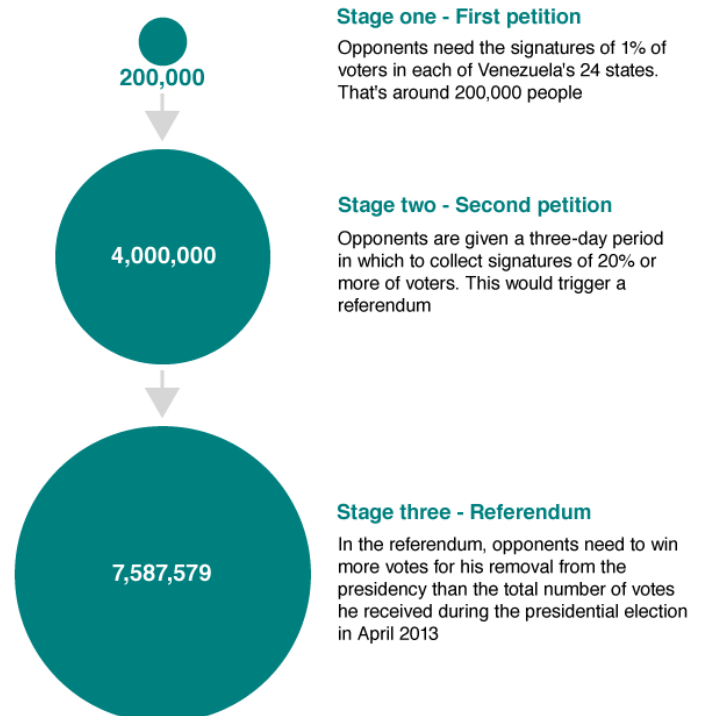 Stage one - First petition
Opponents need the signatures of 1% of
voters in each of Venezuela's 24 states.
That's around 200,000 people
200,000
Stage two - Second petition
Opponents are given a three-day period
in which to collect signatures of 20% or
more of voters. This would trigger a
referendum
4,000,000
Stage three - Referendum
In the referendum, opponents need to win
more votes for his removal from the
presidency than the total number of votes
he received during the presidential election
in April 2013
7,587,579